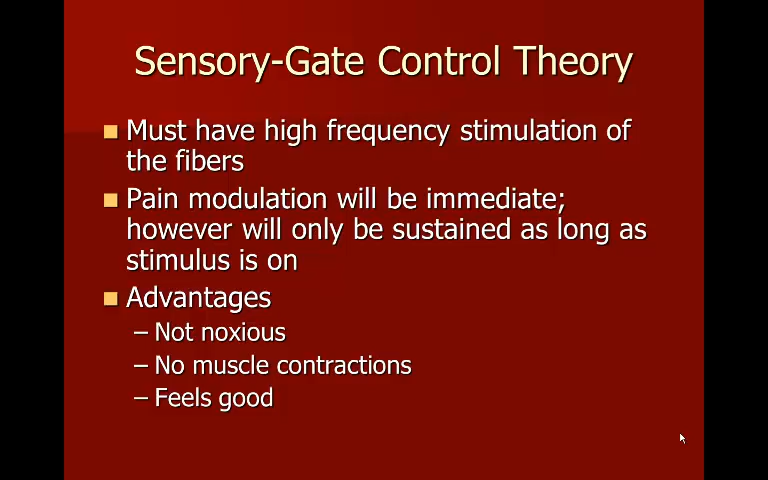 Sensory-Gate Control Theory
Must have high frequency stimulation of
the fibers
Pain modulation will be immediate;
however will only be sustained as long as
stimulus is on
Advantages
– Not noxious
– No muscle contractions
– Feels good